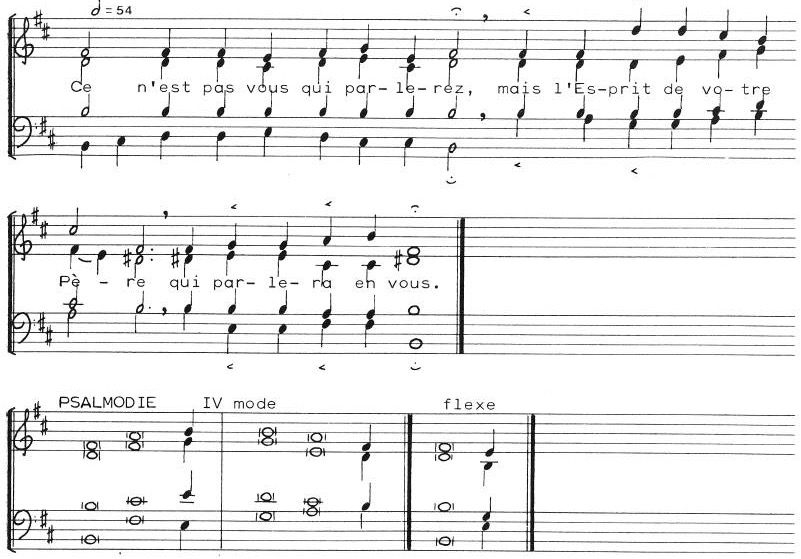 𝅗𝅥 = 54
Ce n'est pas vous qui par-le-rez, mais l'Es-prit de vo-tre
Pè - re qui par-le-ra en vous.
PSALMODIE IV mode flexe